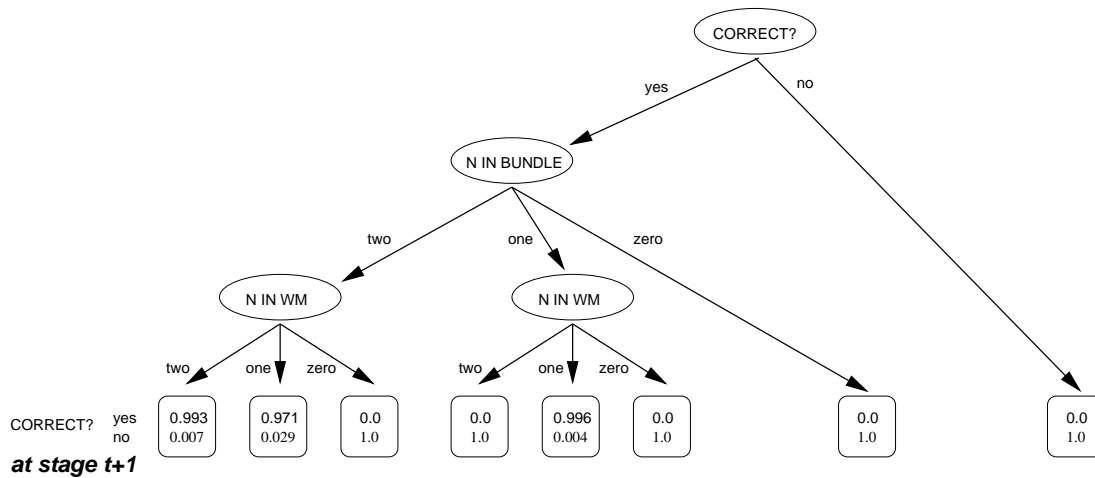 CORRECT?
yes
no
N IN BUNDLE
two
one
zero
N IN WM
N IN WM
two
one
zero
two
one
zero
CORRECT?
yes
0.993
0.971
0.0
0.0
0.996
0.0
0.0
0.0
no
0.007
0.029
1.0
1.0
0.004
1.0
1.0
1.0
at stage t+1